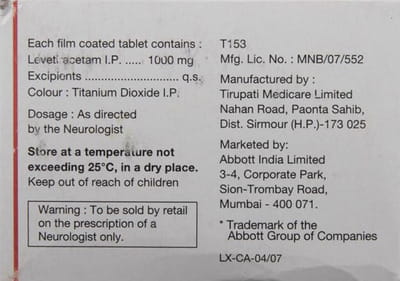 Each film coated tablet contains :
Levetiracetam I.P. ..... 1000 mg
Excipients ............................ q.s.
Colour : Titanium Dioxide I.P.
Dosage : As directed
by the Neurologist
Store at a temperature not
exceeding 25°C, in a dry place.
Keep out of reach of children
Warning : To be sold by retail
on the prescription of a
Neurologist only.
T153
Mfg. Lic. No. : MNB/07/552
Manufactured by :
Tirupati Medicare Limited
Nahan Road, Paonta Sahib,
Dist. Sirmour (H.P.)-173 025
Marketed by:
Abbott India Limited
3-4, Corporate Park,
Sion-Trombay Road,
Mumbai - 400 071.
* Trademark of the
Abbott Group of Companies
LX-CA-04/07